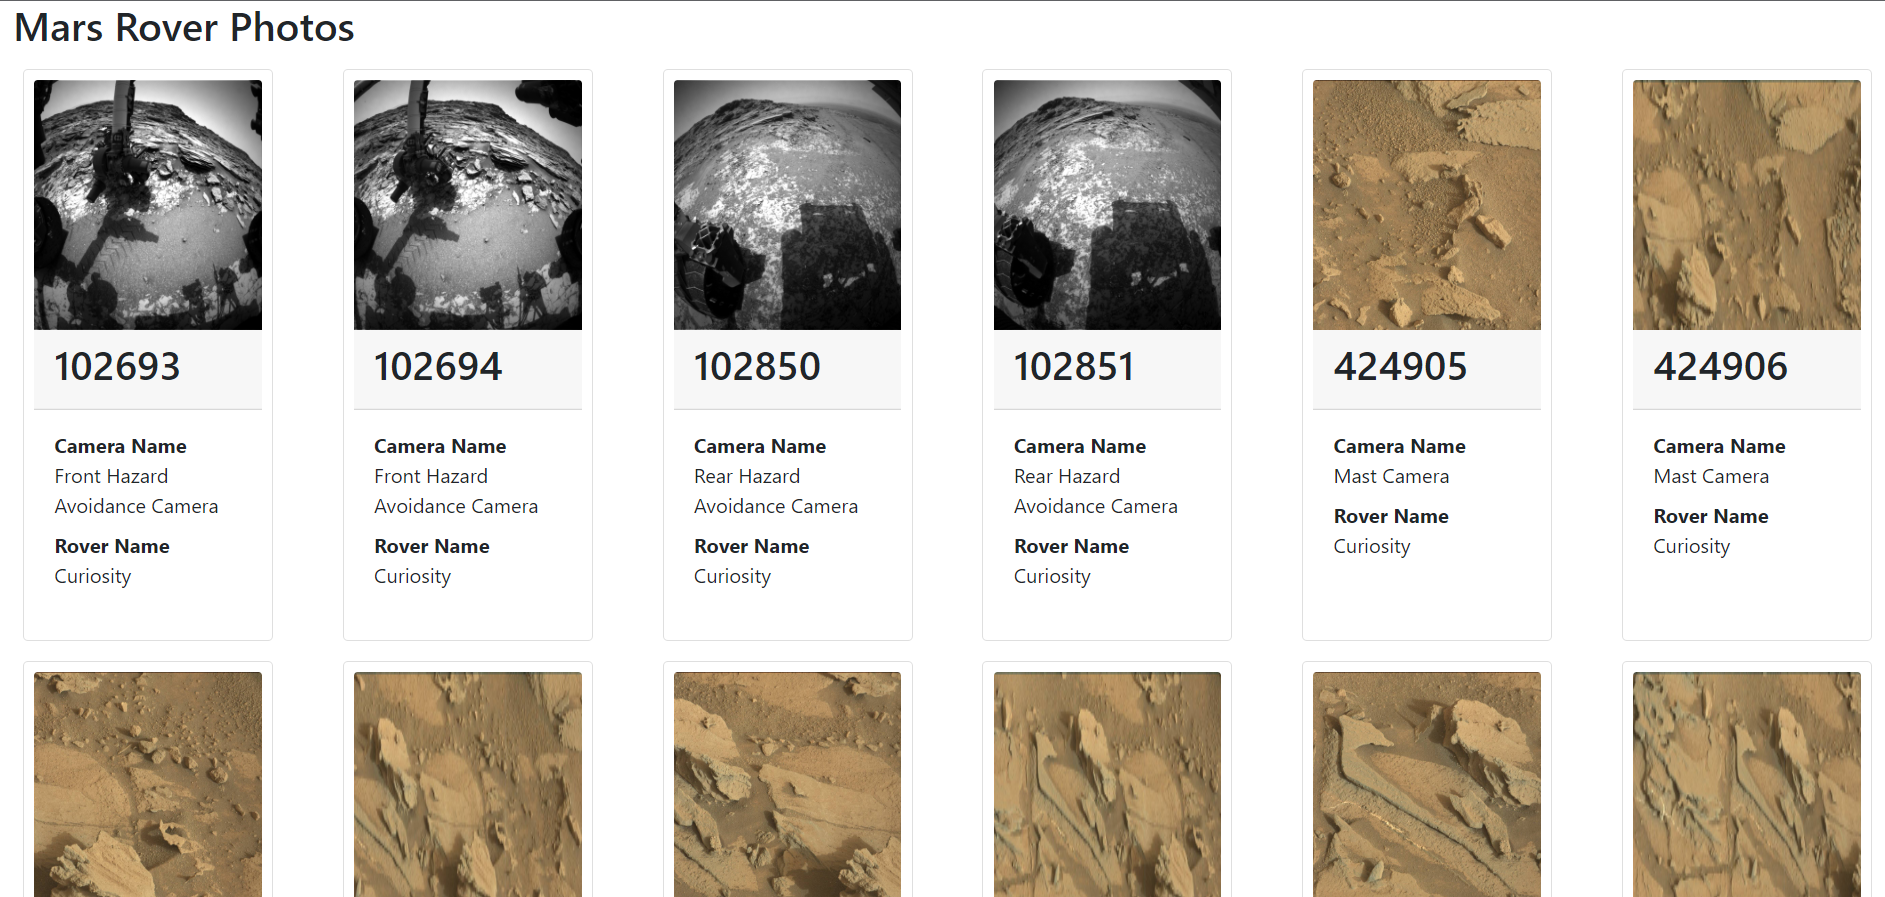 Mars Rover Photos
102693
Camera Name
Front Hazard
Avoidance Camera
Rover Name
Curiosity
102694
Camera Name
Front Hazard
Avoidance Camera
Rover Name
Curiosity
102850
Camera Name
Rear Hazard
Avoidance Camera
Rover Name
Curiosity
102851
Camera Name
Rear Hazard
Avoidance Camera
Rover Name
Curiosity
424905
Camera Name
Mast Camera
Rover Name
Curiosity
424906
Camera Name
Mast Camera
Rover Name
Curiosity